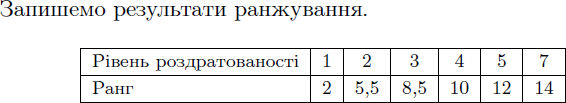 Запишемо результати ранжування.
Рівень роздратованості 1 2 3 4 5 7
Ранг 2 5,5 8,5 10 12 14